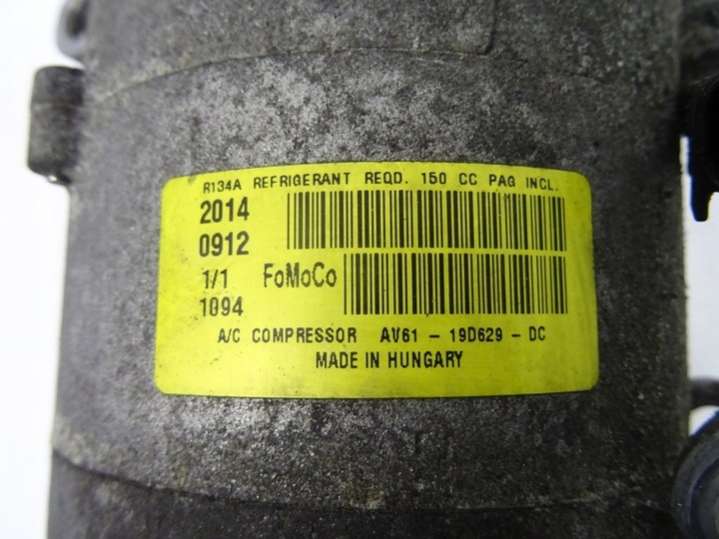 R134A REFRIGERANT REQD. 150 CC PAG INCL.
2014
0912
1/1 FoMoCo
1094
A/C COMPRESSOR AV61 - 19D629 - DC
MADE IN HUNGARY